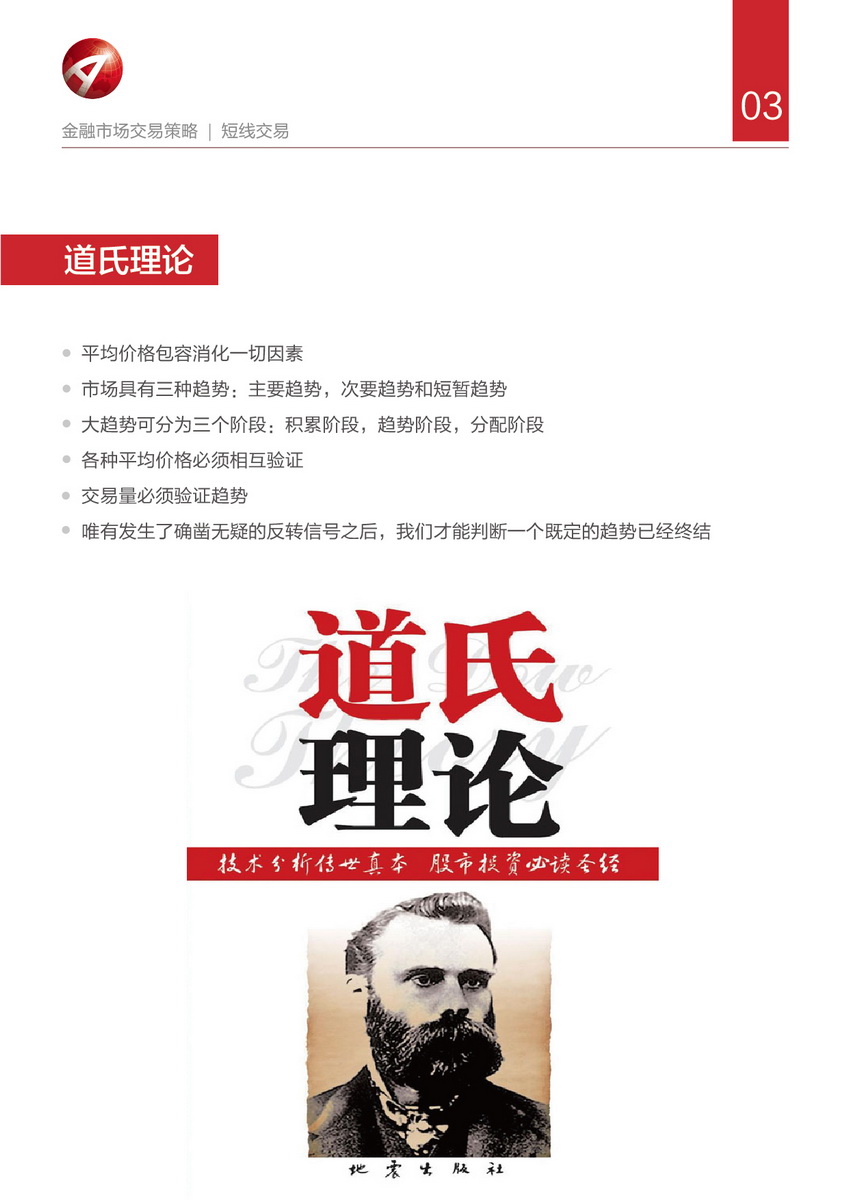 03
金融市场交易策略 | 短线交易
道氏理论
平均价格包容消化一切因素
市场具有三种趋势：主要趋势，次要趋势和短暂趋势
大趋势可分为三个阶段：积累阶段，趋势阶段，分配阶段
各种平均价格必须相互验证
交易量必须验证趋势
唯有发生了确凿无疑的反转信号之后，我们才能判断一个既定的趋势已经终结
The Dow
Theory
道氏
理论
技术分析传世真本 股市投资必读圣经
地震出版社